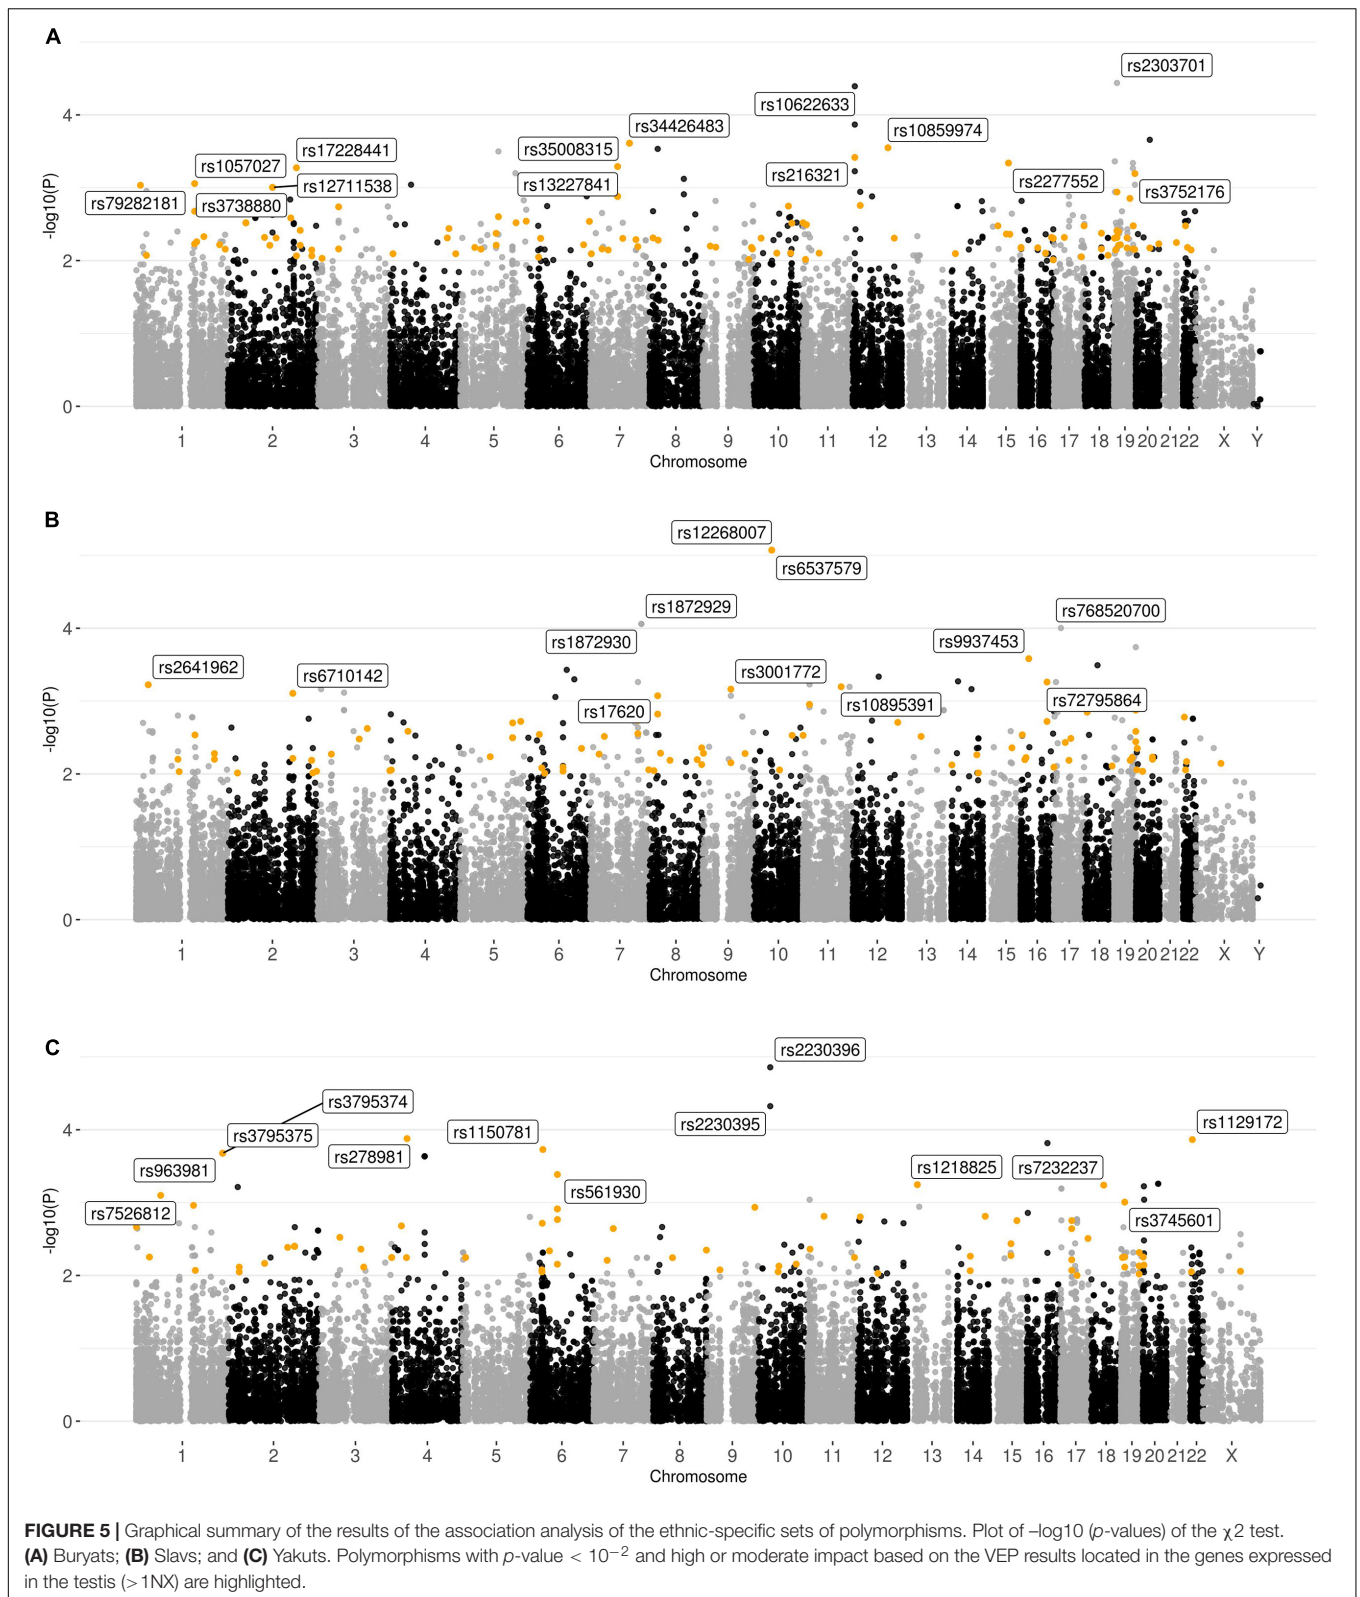 A
rs2303701
rs10622633
rs34426483
rs10859974
rs17228441
rs35008315
rs1057027
rs216321
rs2277552
rs12711538
rs13227841
rs3752176
rs79282181
rs3738880
-log10(P)
4
2
0
1 2 3 4 5 6 7 8 9 10 11 12 13 14 15 16 17 18 19 20 21 22 X Y
Chromosome
B
rs12268007
rs6537579
rs1872929
rs768520700
rs1872930
rs9937453
rs2641962
rs6710142
rs3001772
rs10895391
rs72795864
rs17620
-log10(P)
4
2
0
1 2 3 4 5 6 7 8 9 10 11 12 13 14 15 16 17 18 19 20 21 22 X Y
Chromosome
C
rs2230396
rs3795374
rs2230395
rs1129172
rs3795375
rs1150781
rs278981
rs963981
rs1218825
rs7232237
rs561930
rs7526812
rs3745601
-log10(P)
4
2
0
1 2 3 4 5 6 7 8 9 10 11 12 13 14 15 16 17 18 19 20 21 22 X
Chromosome
FIGURE 5 | Graphical summary of the results of the association analysis of the ethnic-specific sets of polymorphisms. Plot of –log10 (p-values) of the χ2 test.
(A) Buryats; (B) Slavs; and (C) Yakuts. Polymorphisms with p-value < 10−2 and high or moderate impact based on the VEP results located in the genes expressed
in the testis (>1NX) are highlighted.